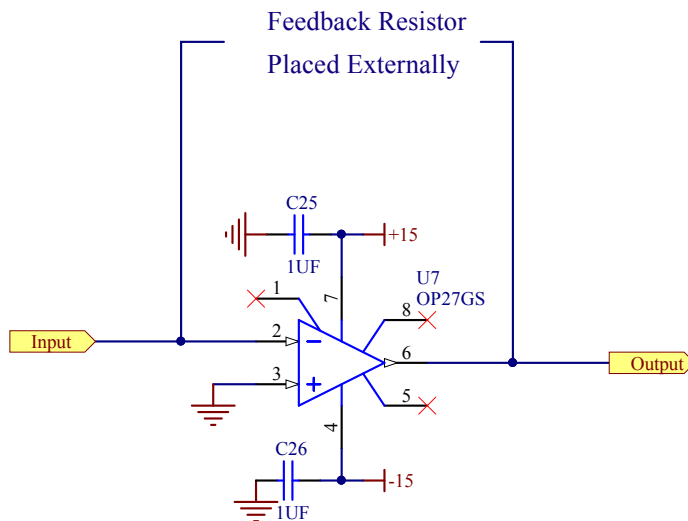 Feedback Resistor
Placed Externally
C25
+15
1UF
U7
OP27GS
1
7
8
Input
2
6
Output
3
5
4
C26
-15
1UF